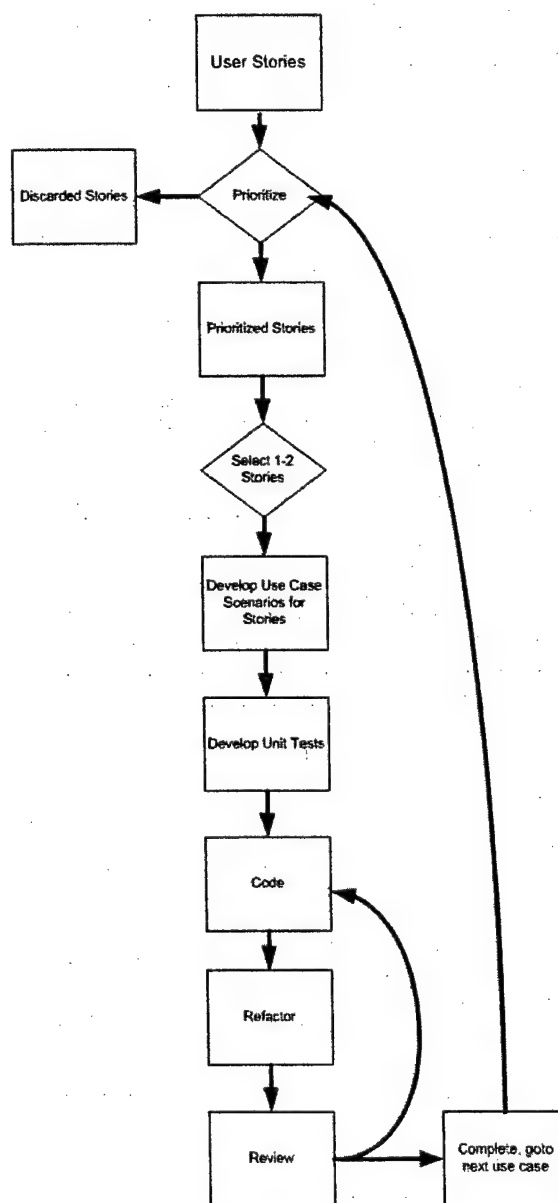 User Stories
Discarded Stories
Prioritize
Prioritized Stories
Select 1-2
Stories
Develop Use Case
Scenarios for
Stories
Develop Unit Tests
Code
Refactor
Review
Complete, goto
next use case